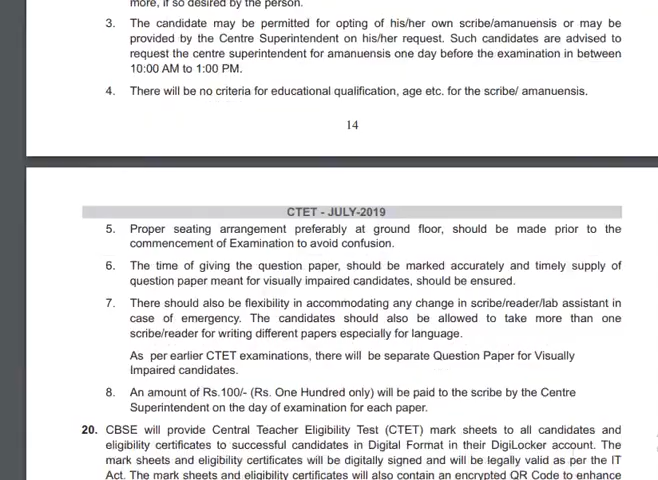 more, if so desired by the person.
3. The candidate may be permitted for opting of his/her own scribe/amanuensis or may be
provided by the Centre Superintendent on his/her request. Such candidates are advised to
request the centre superintendent for amanuensis one day before the examination in between
10:00 AM to 1:00 PM.
4. There will be no criteria for educational qualification, age etc. for the scribe/ amanuensis.
14
CTET - JULY-2019
5. Proper seating arrangement preferably at ground floor, should be made prior to the
commencement of Examination to avoid confusion.
6. The time of giving the question paper, should be marked accurately and timely supply of
question paper meant for visually impaired candidates, should be ensured.
7. There should also be flexibility in accommodating any change in scribe/reader/lab assistant in
case of emergency. The candidates should also be allowed to take more than one
scribe/reader for writing different papers especially for language.
As per earlier CTET examinations, there will be separate Question Paper for Visually
Impaired candidates.
8. An amount of Rs.100/- (Rs. One Hundred only) will be paid to the scribe by the Centre
Superintendent on the day of examination for each paper.
20. CBSE will provide Central Teacher Eligibility Test (CTET) mark sheets to all candidates and
eligibility certificates to successful candidates in Digital Format in their DigiLocker account. The
mark sheets and eligibility certificates will be digitally signed and will be legally valid as per the IT
Act. The mark sheets and eligibility certificates will also contain an encrypted QR Code to enhance